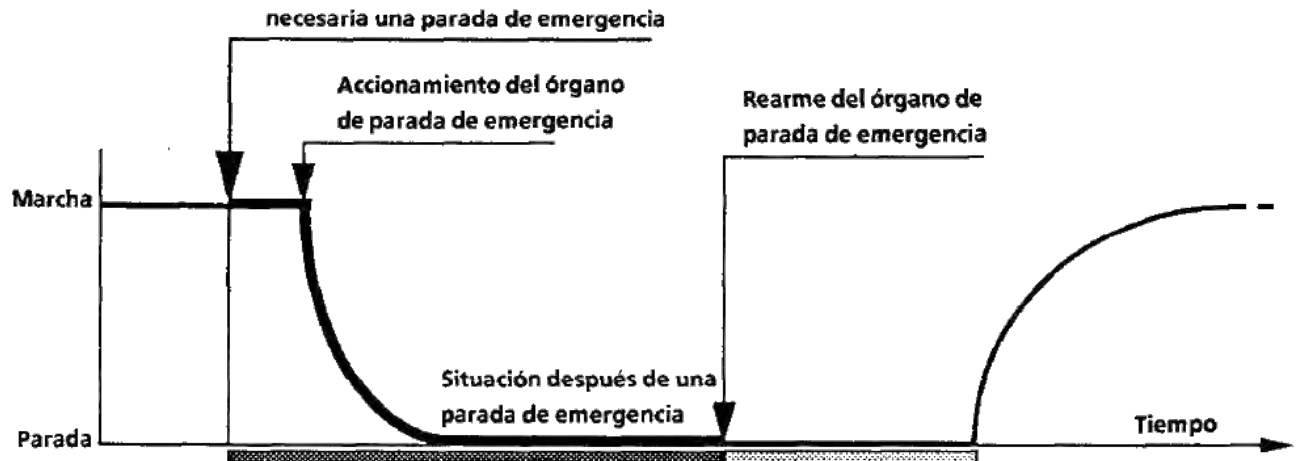 necesaria una parada de emergencia
Accionamiento del órgano
de parada de emergencia
Rearme del órgano de
parada de emergencia
Marcha
Situación después de una
parada de emergencia
Parada
Tiempo